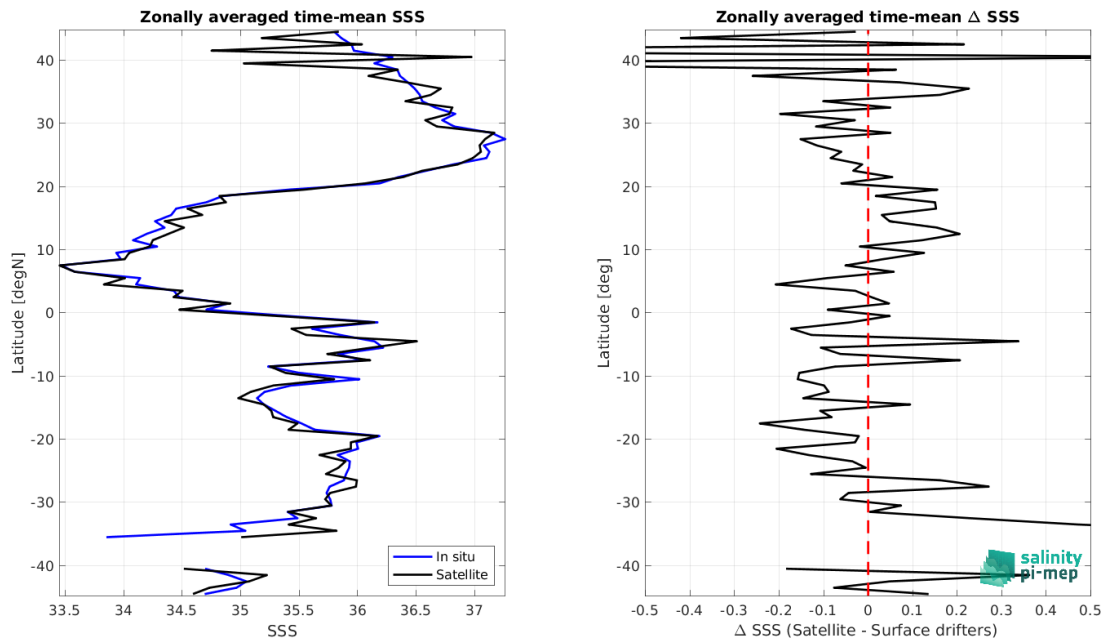 Zonally averaged time-mean SSS
Latitude [degN]
40
30
20
10
0
-10
-20
-30
-40
33.5 34 34.5 35 35.5 36 36.5 37
SSS
In situ
Satellite
Zonally averaged time-mean Δ SSS
Latitude [deg]
40
30
20
10
0
-10
-20
-30
-40
-0.5 -0.4 -0.3 -0.2 -0.1 0 0.1 0.2 0.3 0.4 0.5
Δ SSS (Satellite - Surface drifters)
salinity
pi-mep